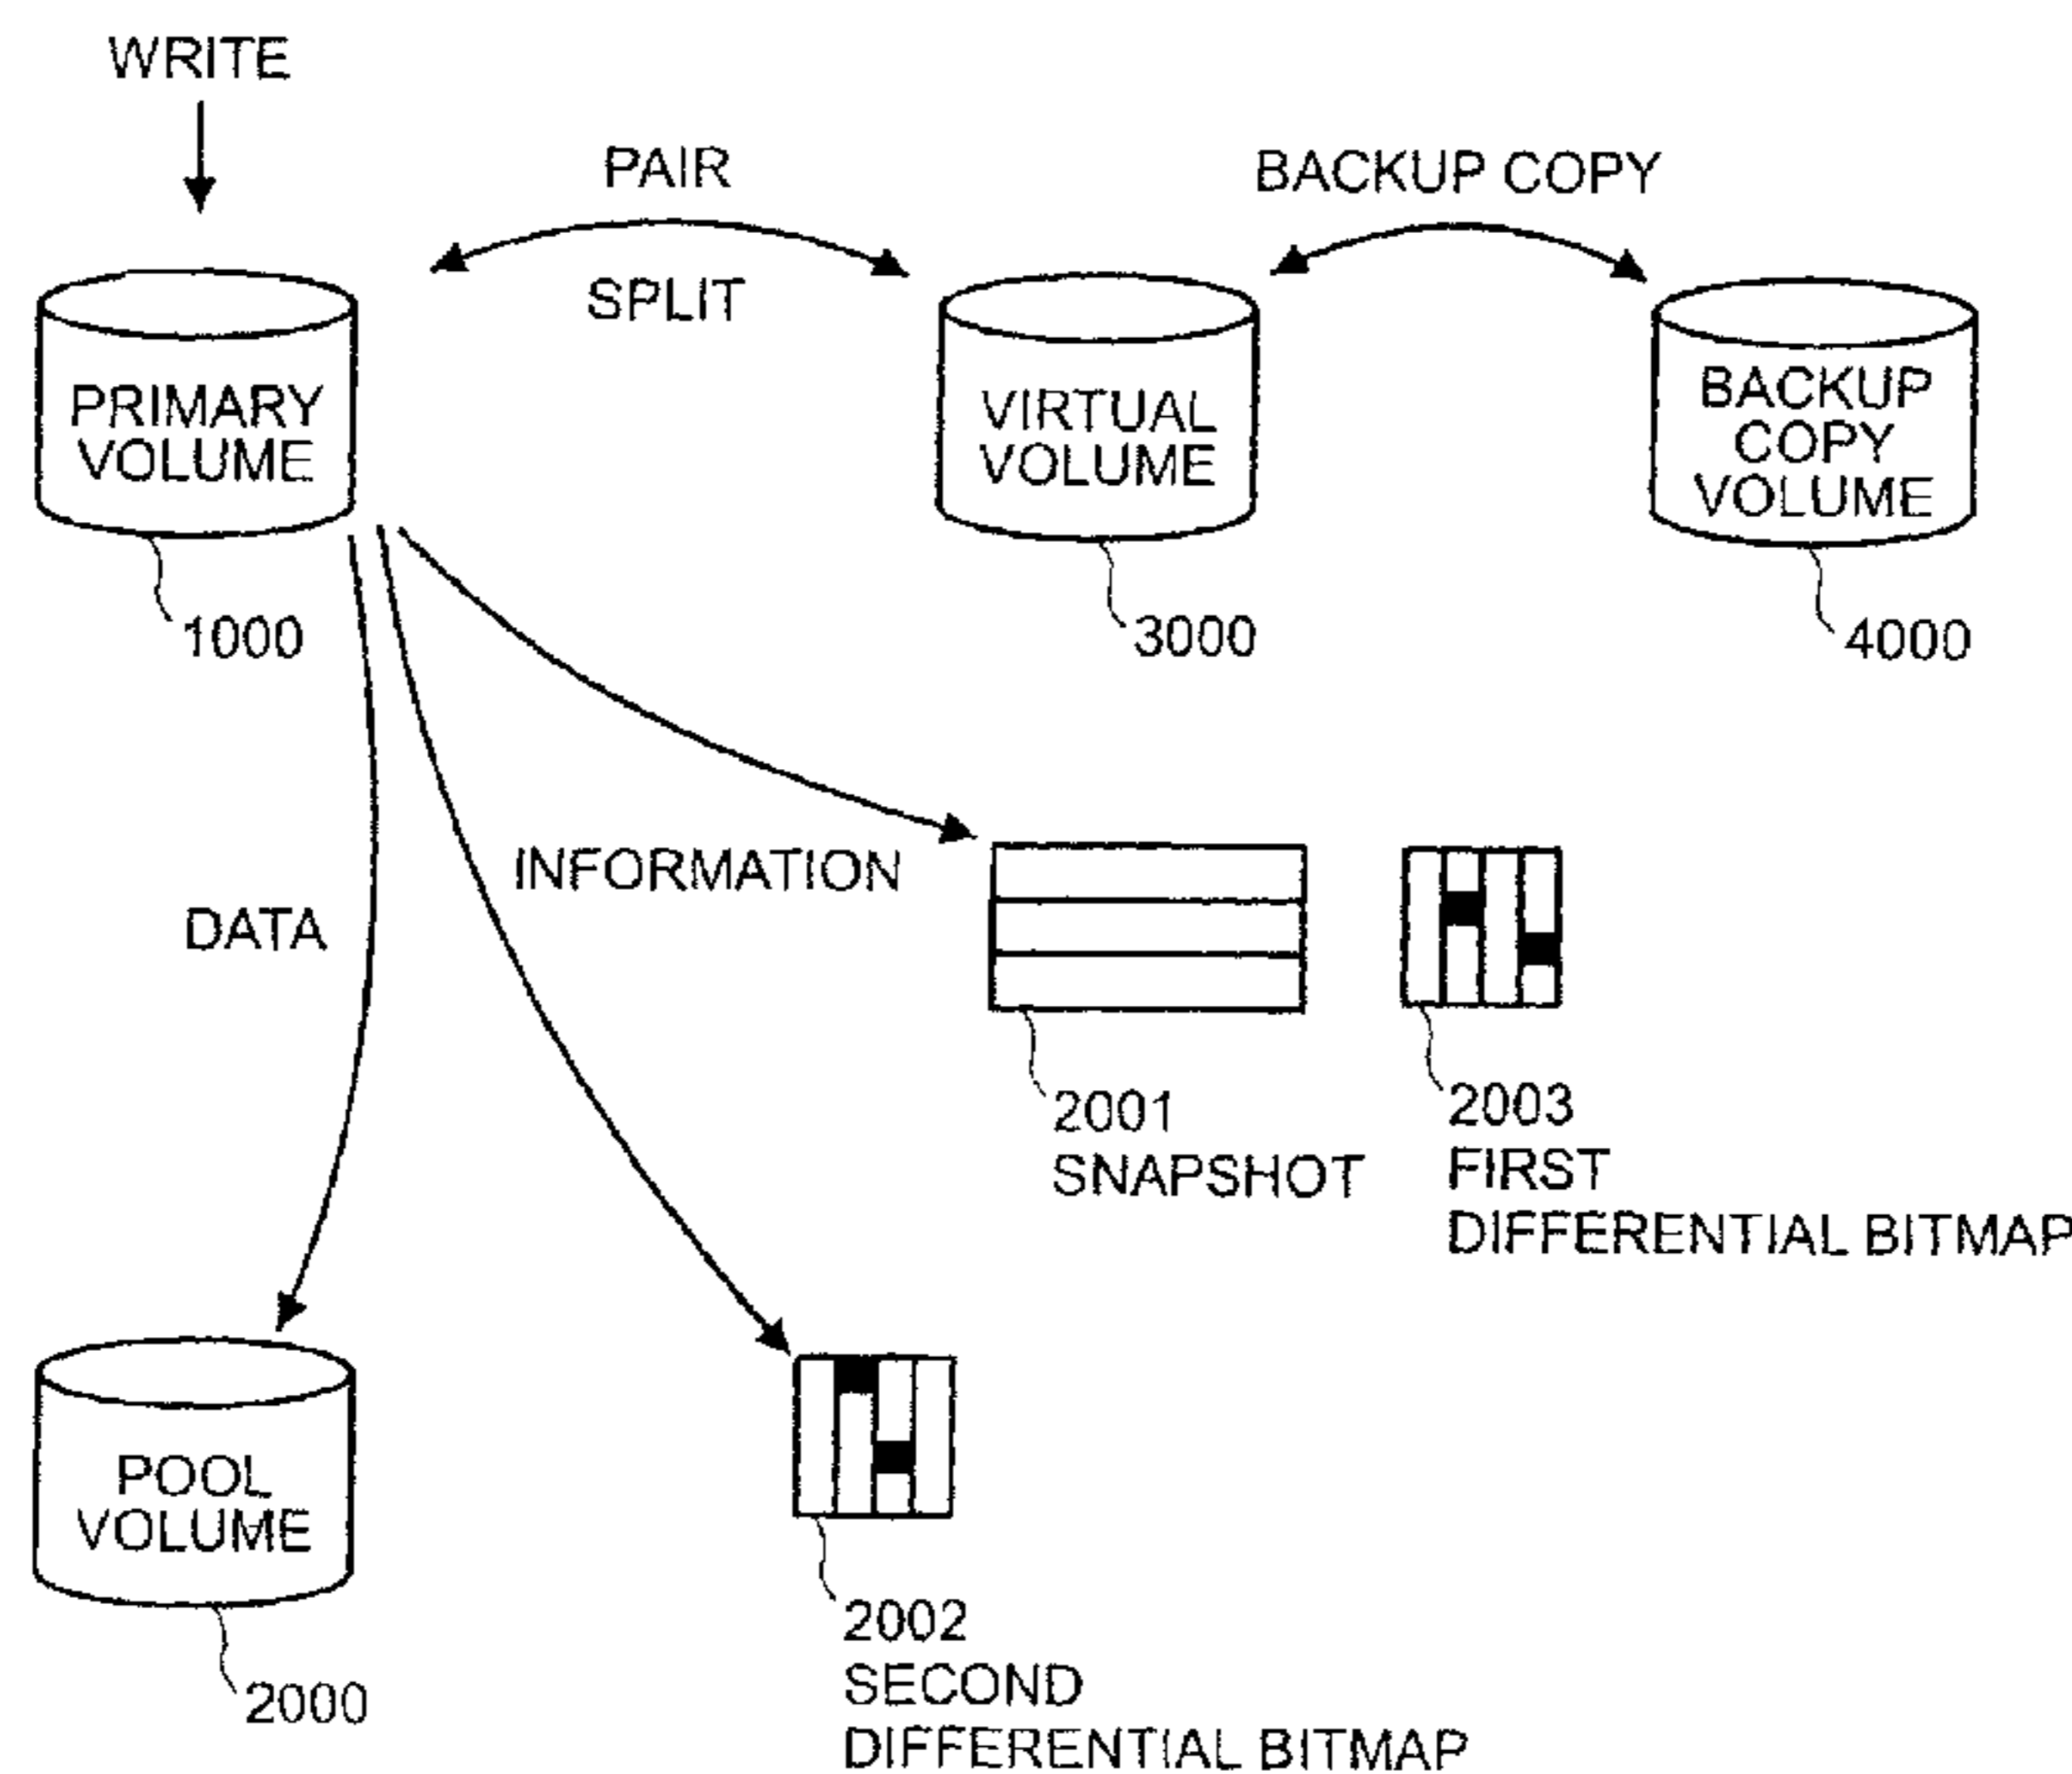 WRITE
PAIR
SPLIT
BACKUP COPY
PRIMARY
VOLUME
VIRTUAL
VOLUME
BACKUP
COPY
VOLUME
1000
3000
4000
INFORMATION
DATA
2001
SNAPSHOT
2003
FIRST
DIFFERENTIAL BITMAP
POOL
VOLUME
2000
2002
SECOND
DIFFERENTIAL BITMAP